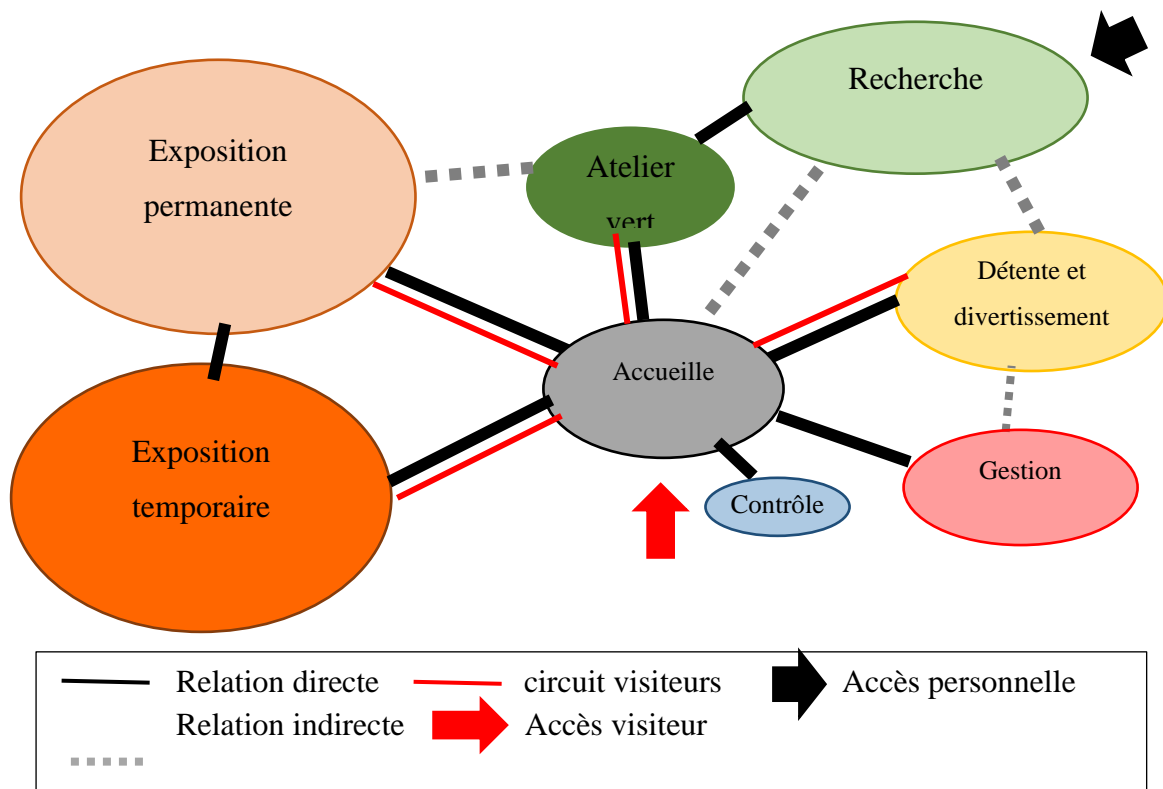 Recherche
Exposition
permanente
Atelier
vert
Détente et
divertissement
Accueille
Exposition
temporaire
Gestion
Contrôle
Relation directe
circuit visiteurs
Accès personnelle
Relation indirecte
Accès visiteur